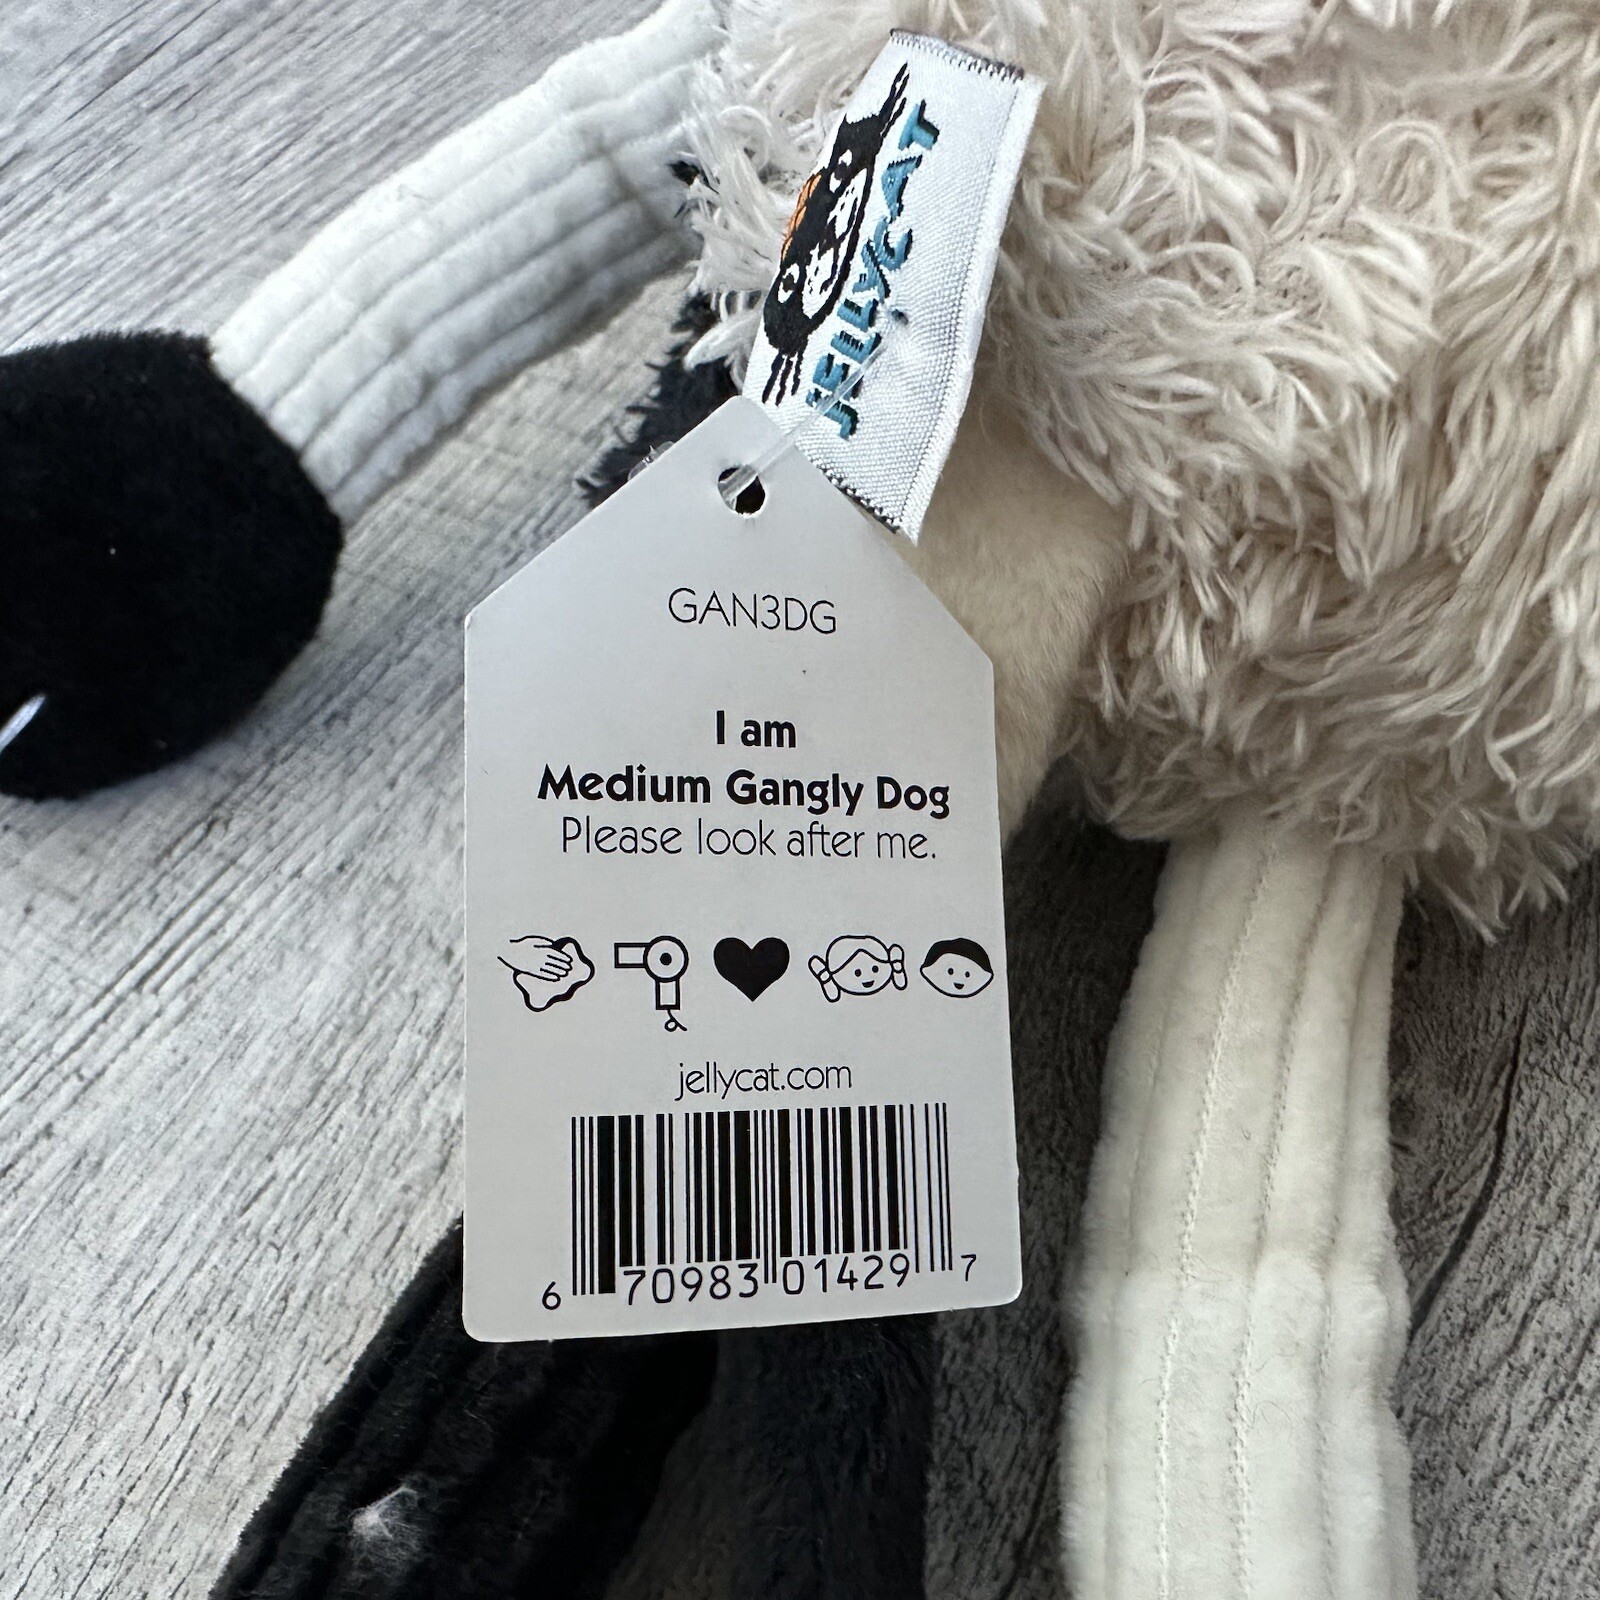 JELLYCAT
GAN3DG
I am
Medium Gangly Dog
Please look after me.
jellycat.com
6 70983 01429 7